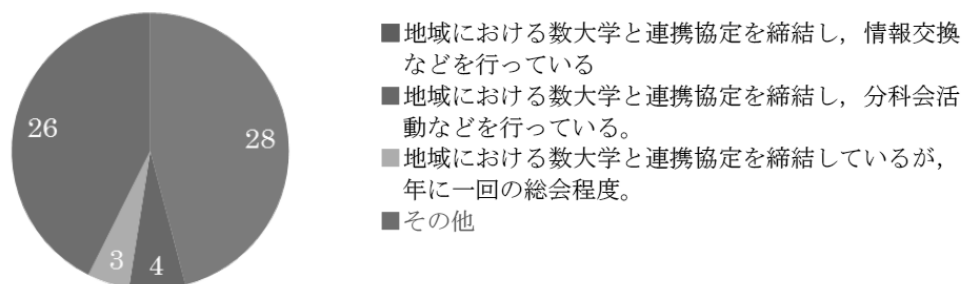 ■地域における数大学と連携協定を締結し，情報交換
などを行っている
■地域における数大学と連携協定を締結し，分科会活
動などを行っている。
■地域における数大学と連携協定を締結しているが，
年に一回の総会程度。
■その他
26
28
3
4